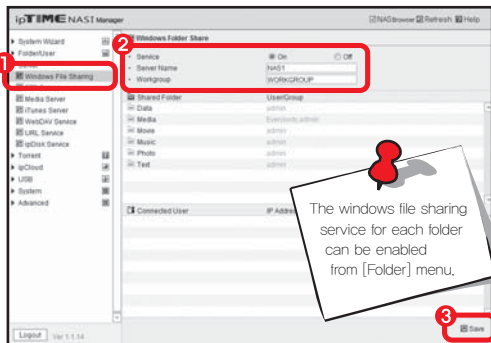 ipTIME NASI Manager
NASBrowser Refresh Help
System Wizard
Folder/User
1
Windows File Sharing
Media Server
iTunes Server
WebDAV Service
URL Service
ipDisk Service
Torrent
ipCloud
USB
System
Advanced
Logout Ver 1.1.14
Windows Folder Share
2
Service On Off
Server Name NAS1
Workgroup WORKGROUP
Shared Folder User/Group
Data admin
Media Everybody,admin
Movie admin
Music admin
Photo admin
Text admin
Connected User IP Addre
The windows file sharing
service for each folder
can be enabled
from [Folder] menu.
3
Save